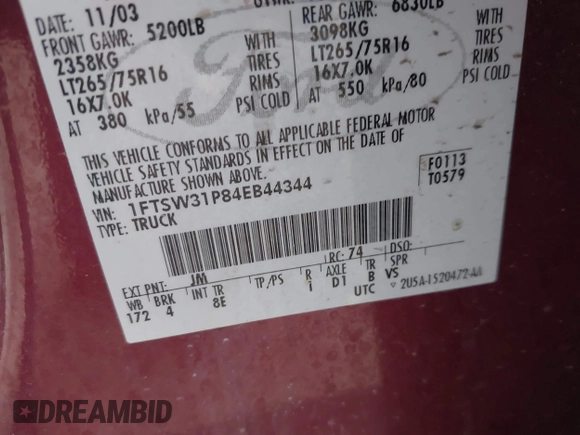 DATE: 11/03
FRONT GAWR: 5200LB
2358KG WITH
LT265/75R16 TIRES
16X7.0K RIMS
AT 380 kPa/55 PSI COLD
REAR GAWR: 6830LB
3098KG WITH
LT265/75R16 TIRES
16X7.0K RIMS
AT 550 kPa/80 PSI COLD
Ford
THIS VEHICLE CONFORMS TO ALL APPLICABLE FEDERAL MOTOR
VEHICLE SAFETY STANDARDS IN EFFECT ON THE DATE OF
MANUFACTURE SHOWN ABOVE.
VIN: 1FTSVW31P84EB44344
TYPE: TRUCK
F0113
T0579
EXT PNT: JM RC: 74 DSO:
WB BRK INT TR TP/PS R AXLE TR SPR
172 4 8E i D1 B VS
UTC
2U5A-1520472-AA
DREAMBID